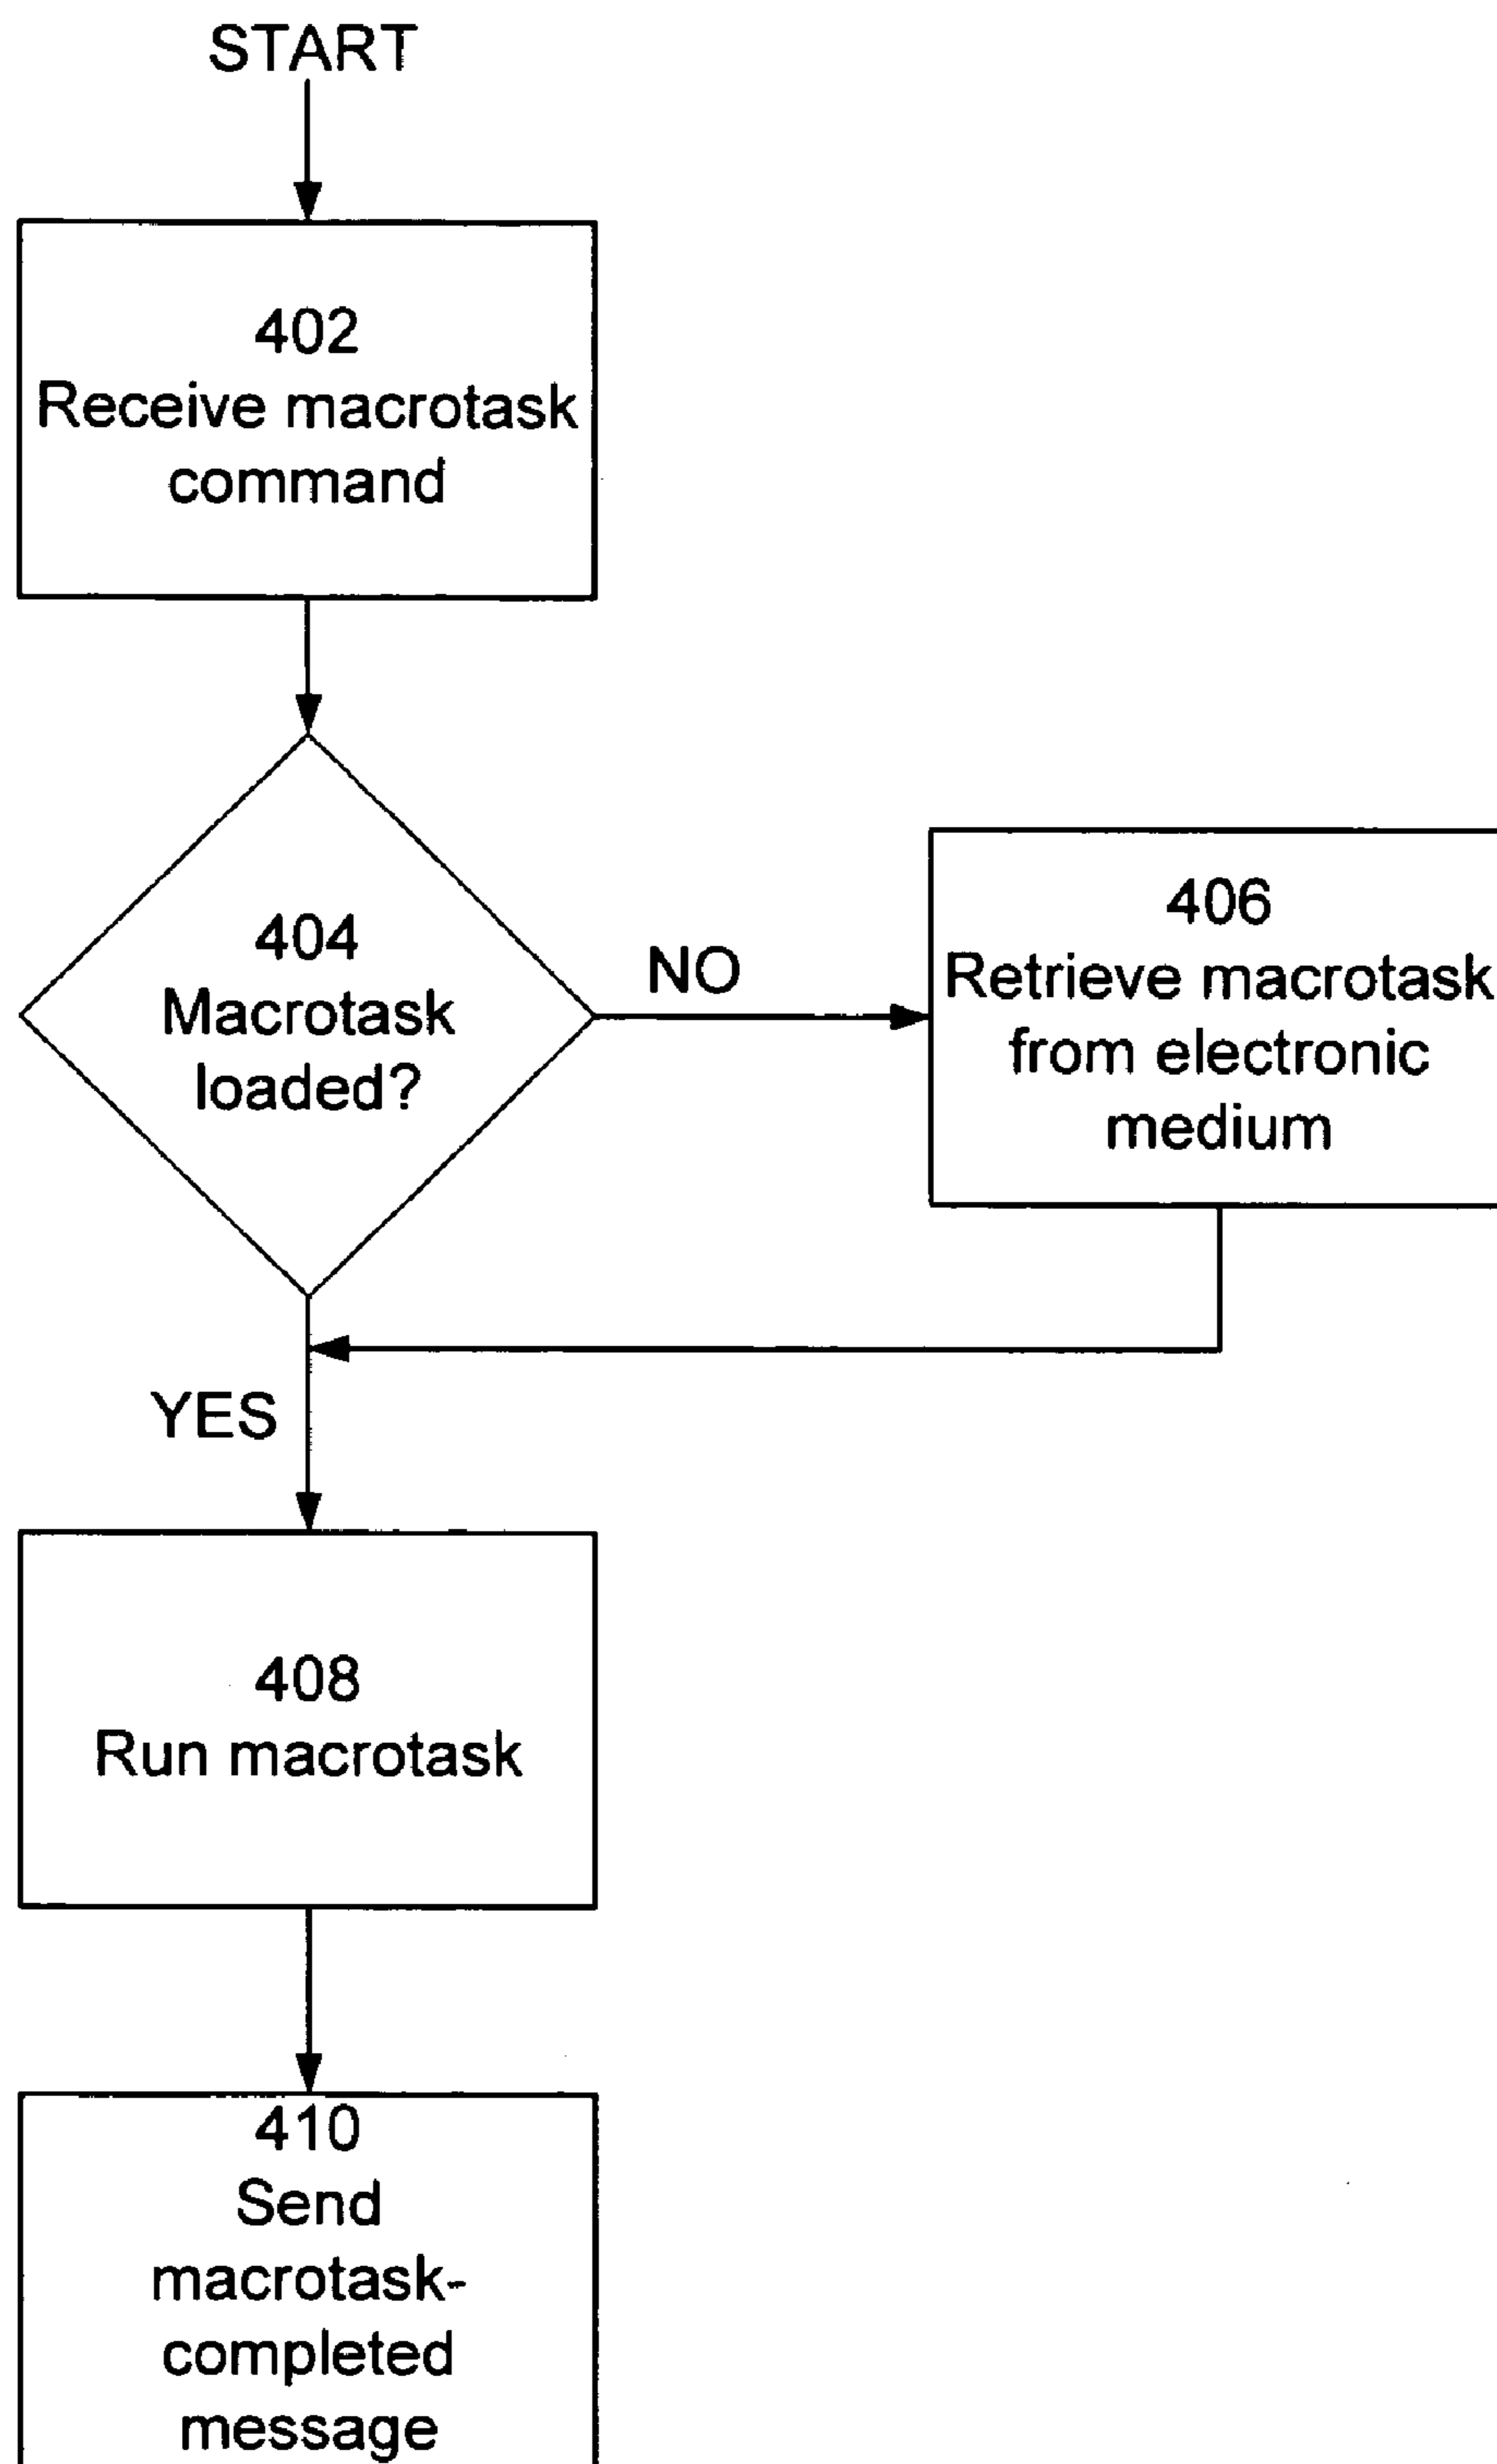 START
402
Receive macrotask
command
404
Macrotask
loaded?
NO
406
Retrieve macrotask
from electronic
medium
YES
408
Run macrotask
410
Send
macrotask-
completed
message